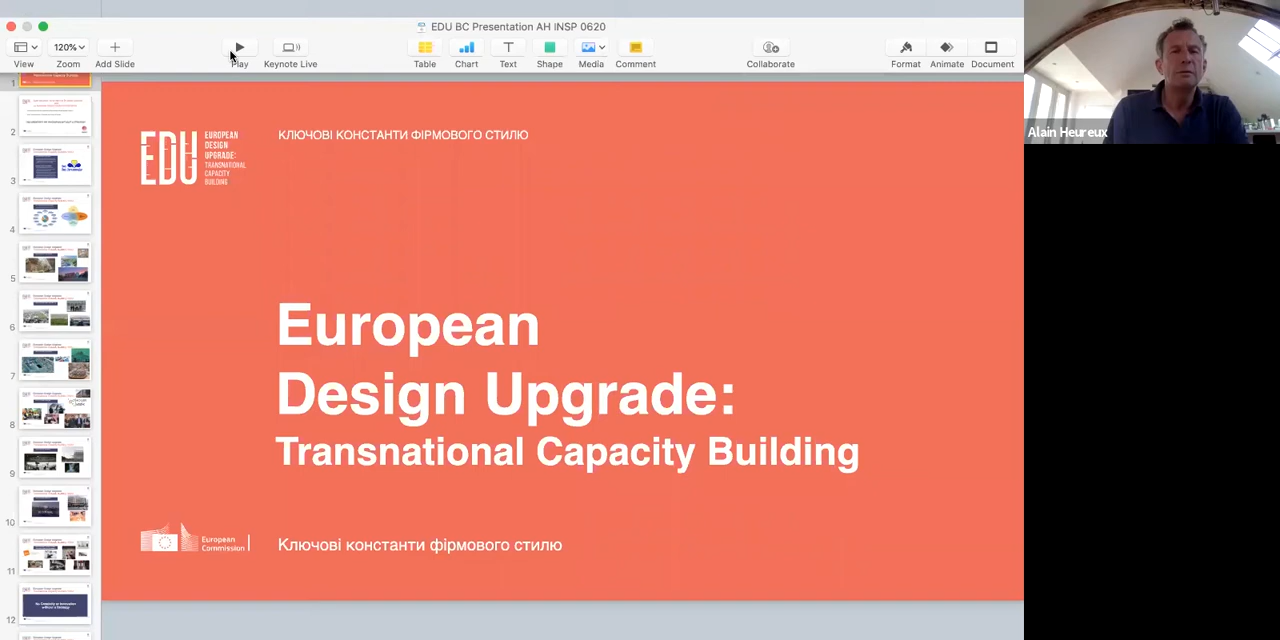 EDU BC Presentation AH INSP 0620
120%
View
Zoom
Add Slide
Play
Keynote Live
Table
Chart
Text
Shape
Media
Comment
Collaborate
Format
Animate
Document
Alain Heureux
1
2
3
4
5
6
7
8
9
10
11
12
EDU
EUROPEAN
DESIGN
UPGRADE:
TRANSNATIONAL
CAPACITY
BUILDING
КЛЮЧОВІ КОНСТАНТИ ФІРМОВОГО СТИЛЮ
European
Design Upgrade:
Transnational Capacity Building
European
Commission
Ключові константи фірмового стилю